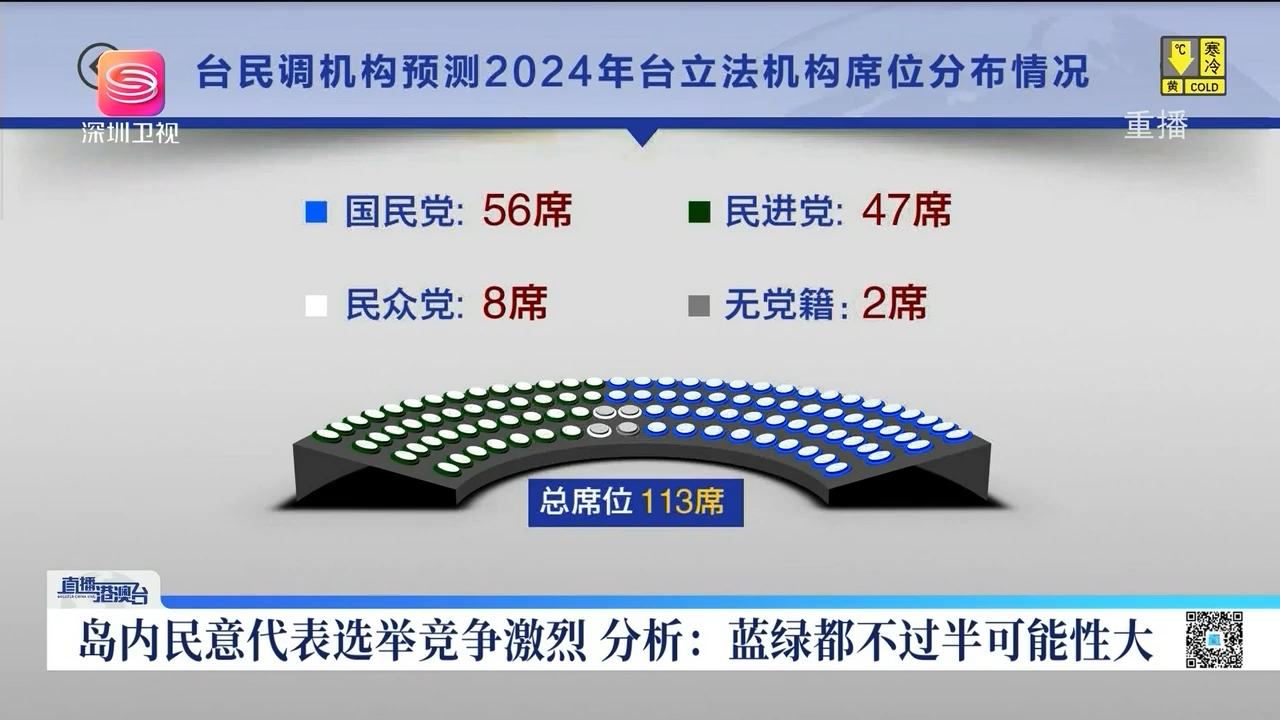 台民调机构预测2024年台立法机构席位分布情况
℃ 寒冷
黄 COLD
深圳卫视
重播
国民党: 56席
民进党: 47席
民众党: 8席
无党籍: 2席
总席位113席
直播港澳台
岛内民意代表选举竞争激烈 分析：蓝绿都不过半可能性大